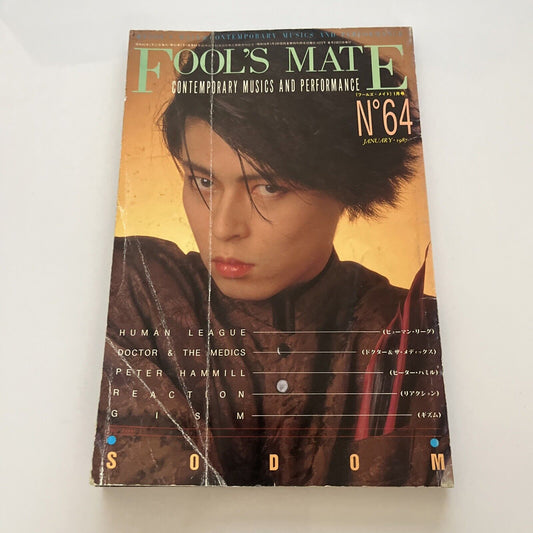 CONTEMPORARY MUSICS AND
FOOL'S MATE
CONTEMPORARY MUSICS AND PERFORMANCE
(フールズ・メイト) 1月号
Nº64
JANUARY・1987
HUMAN LEAGUE (ヒューマン・リーグ)
DOCTOR & THE MEDICS (ドクター&ザ・メディックス)
PETER HAMMILL (ピーター・ハミル)
REACTION (リアクション)
GISM (ギズム)
SODOM